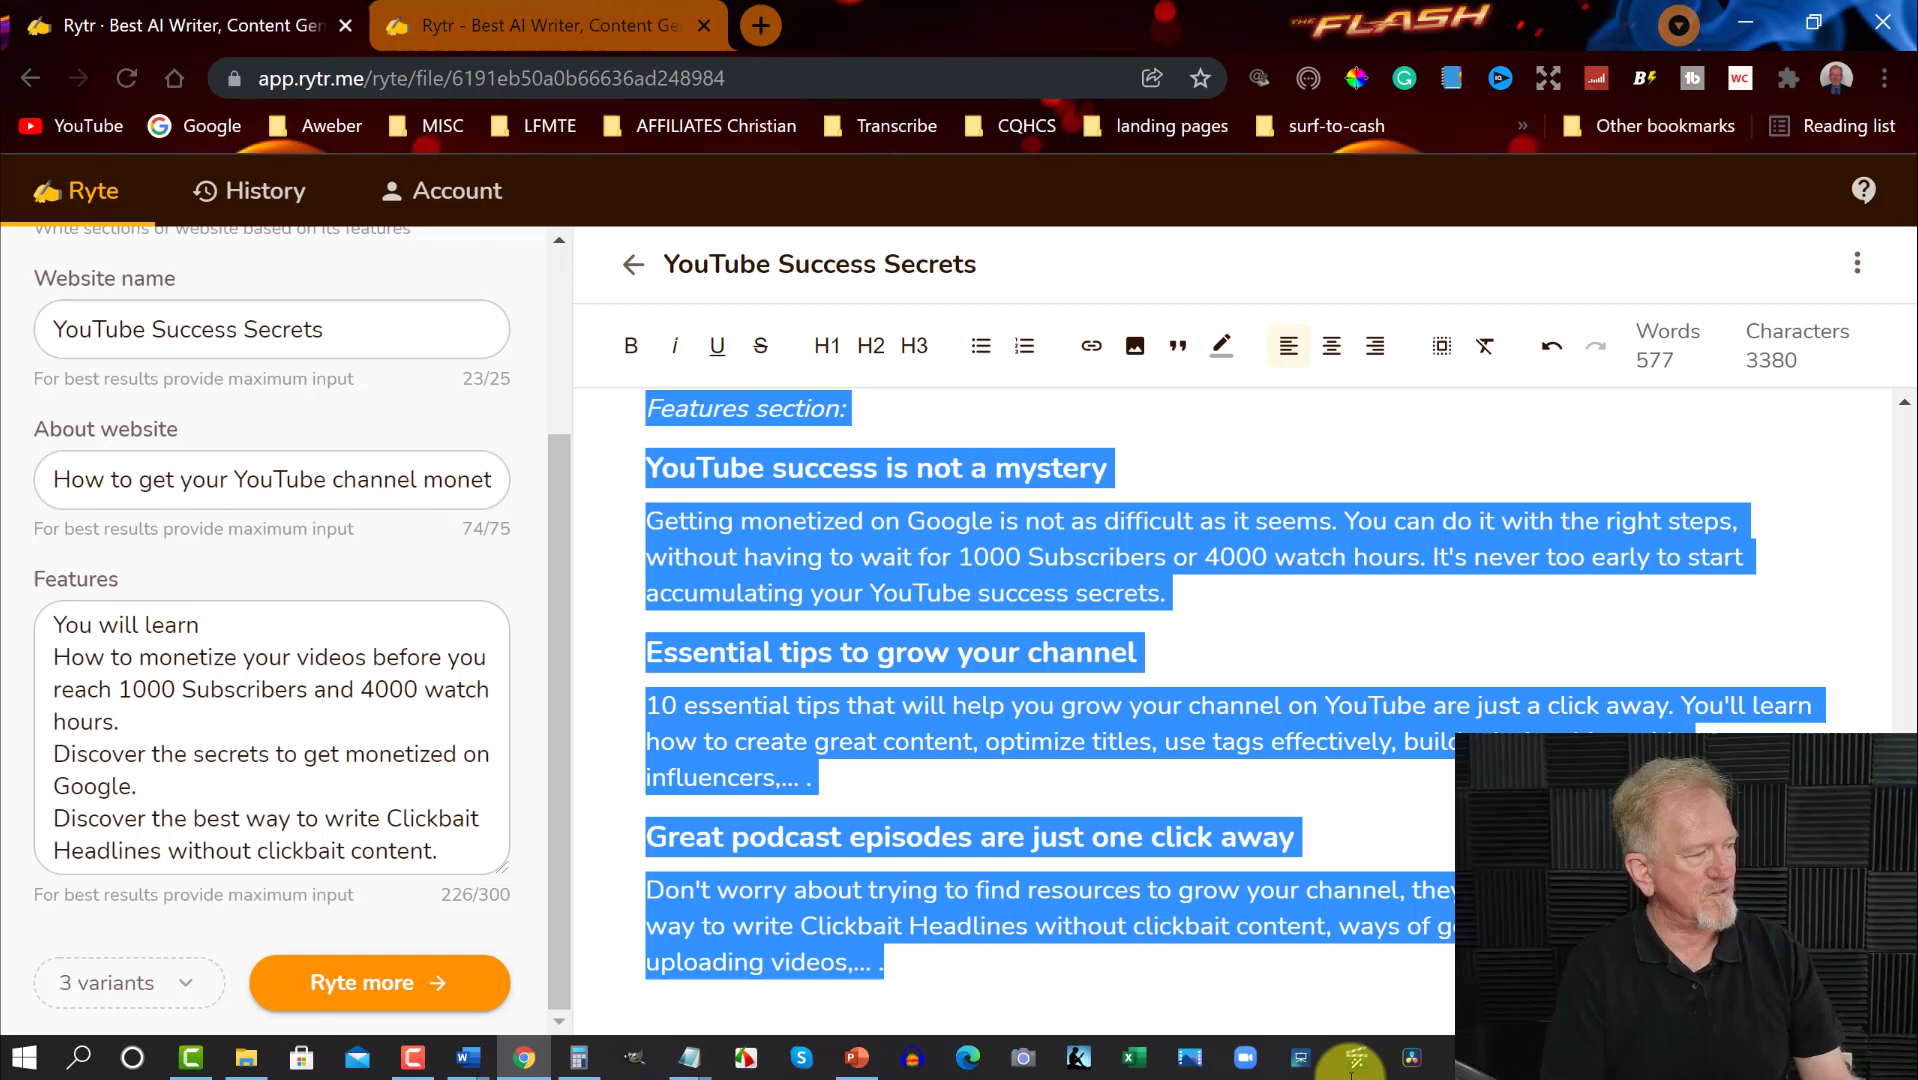 Rytr · Best AI Writer, Content Gen
Rytr - Best AI Writer, Content Ge
THE FLASH
app.rytr.me/ryte/file/6191eb50a0b66636ad248984
YouTube
Google
Aweber
MISC
LFMTE
AFFILIATES Christian
Transcribe
CQHCS
landing pages
surf-to-cash
»
Other bookmarks
Reading list
Ryte
History
Account
Write sections of website based on its features
Website name
YouTube Success Secrets
For best results provide maximum input 23/25
About website
How to get your YouTube channel monet
For best results provide maximum input 74/75
Features
You will learn
How to monetize your videos before you
reach 1000 Subscribers and 4000 watch
hours.
Discover the secrets to get monetized on
Google.
Discover the best way to write Clickbait
Headlines without clickbait content.
For best results provide maximum input 226/300
3 variants
Ryte more →
YouTube Success Secrets
B i U S H1 H2 H3
Words
577
Characters
3380
Features section:
YouTube success is not a mystery
Getting monetized on Google is not as difficult as it seems. You can do it with the right steps,
without having to wait for 1000 Subscribers or 4000 watch hours. It's never too early to start
accumulating your YouTube success secrets.
Essential tips to grow your channel
10 essential tips that will help you grow your channel on YouTube are just a click away. You'll learn
how to create great content, optimize titles, use tags effectively,
influencers,... .
Great podcast episodes are just one click away
Don't worry about trying to find resources to grow your channel,
way to write Clickbait Headlines without clickbait content, ways of
uploading videos,... .